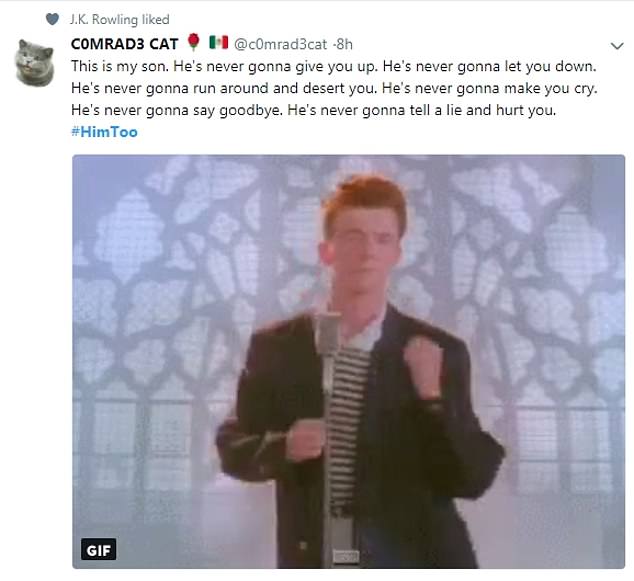 J.K. Rowling liked
C0MRAD3 CAT 🌹 🇲🇽 @c0mrad3cat ·8h
This is my son. He's never gonna give you up. He's never gonna let you down.
He's never gonna run around and desert you. He's never gonna make you cry.
He's never gonna say goodbye. He's never gonna tell a lie and hurt you.
#HimToo
GIF